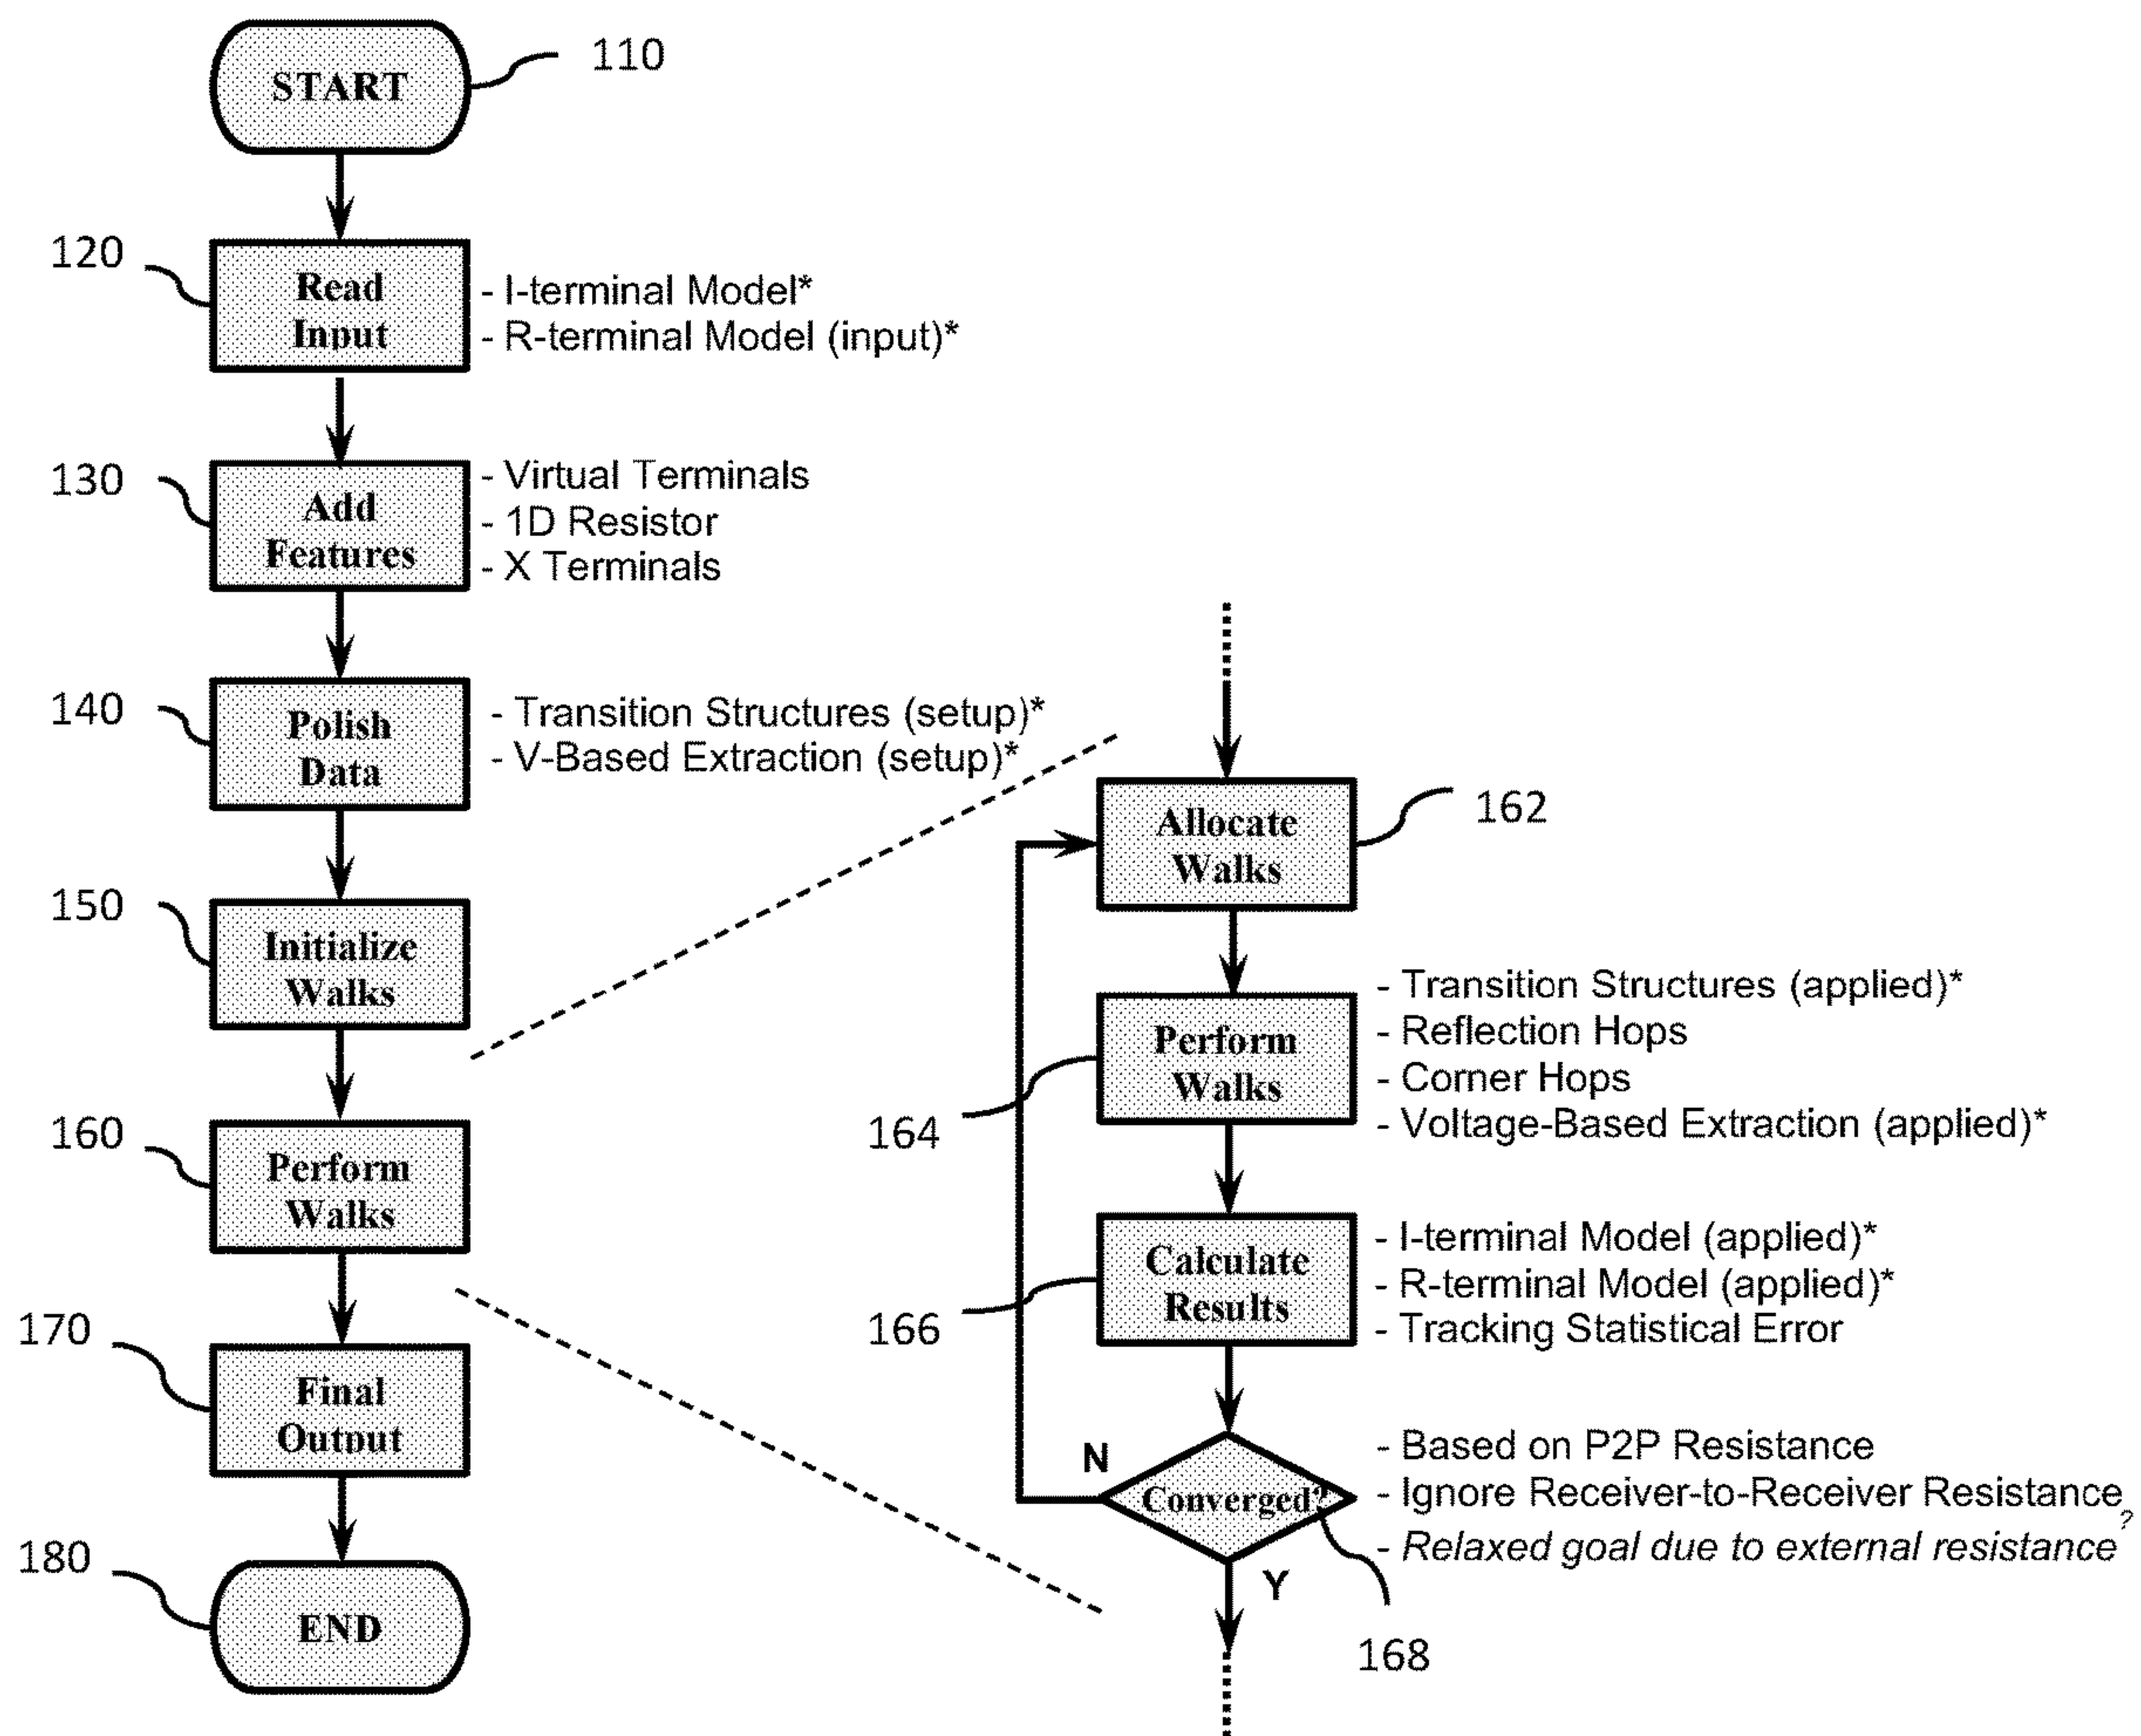 START
110
120
Read
Input
- I-terminal Model*
- R-terminal Model (input)*
130
Add
Features
- Virtual Terminals
- 1D Resistor
- X Terminals
140
Polish
Data
- Transition Structures (setup)*
- V-Based Extraction (setup)*
150
Initialize
Walks
160
Perform
Walks
170
Final
Output
180
END
Allocate
Walks
162
164
Perform
Walks
- Transition Structures (applied)*
- Reflection Hops
- Corner Hops
- Voltage-Based Extraction (applied)*
166
Calculate
Results
- I-terminal Model (applied)*
- R-terminal Model (applied)*
- Tracking Statistical Error
N
Converged?
Y
168
- Based on P2P Resistance
- Ignore Receiver-to-Receiver Resistance
- Relaxed goal due to external resistance?